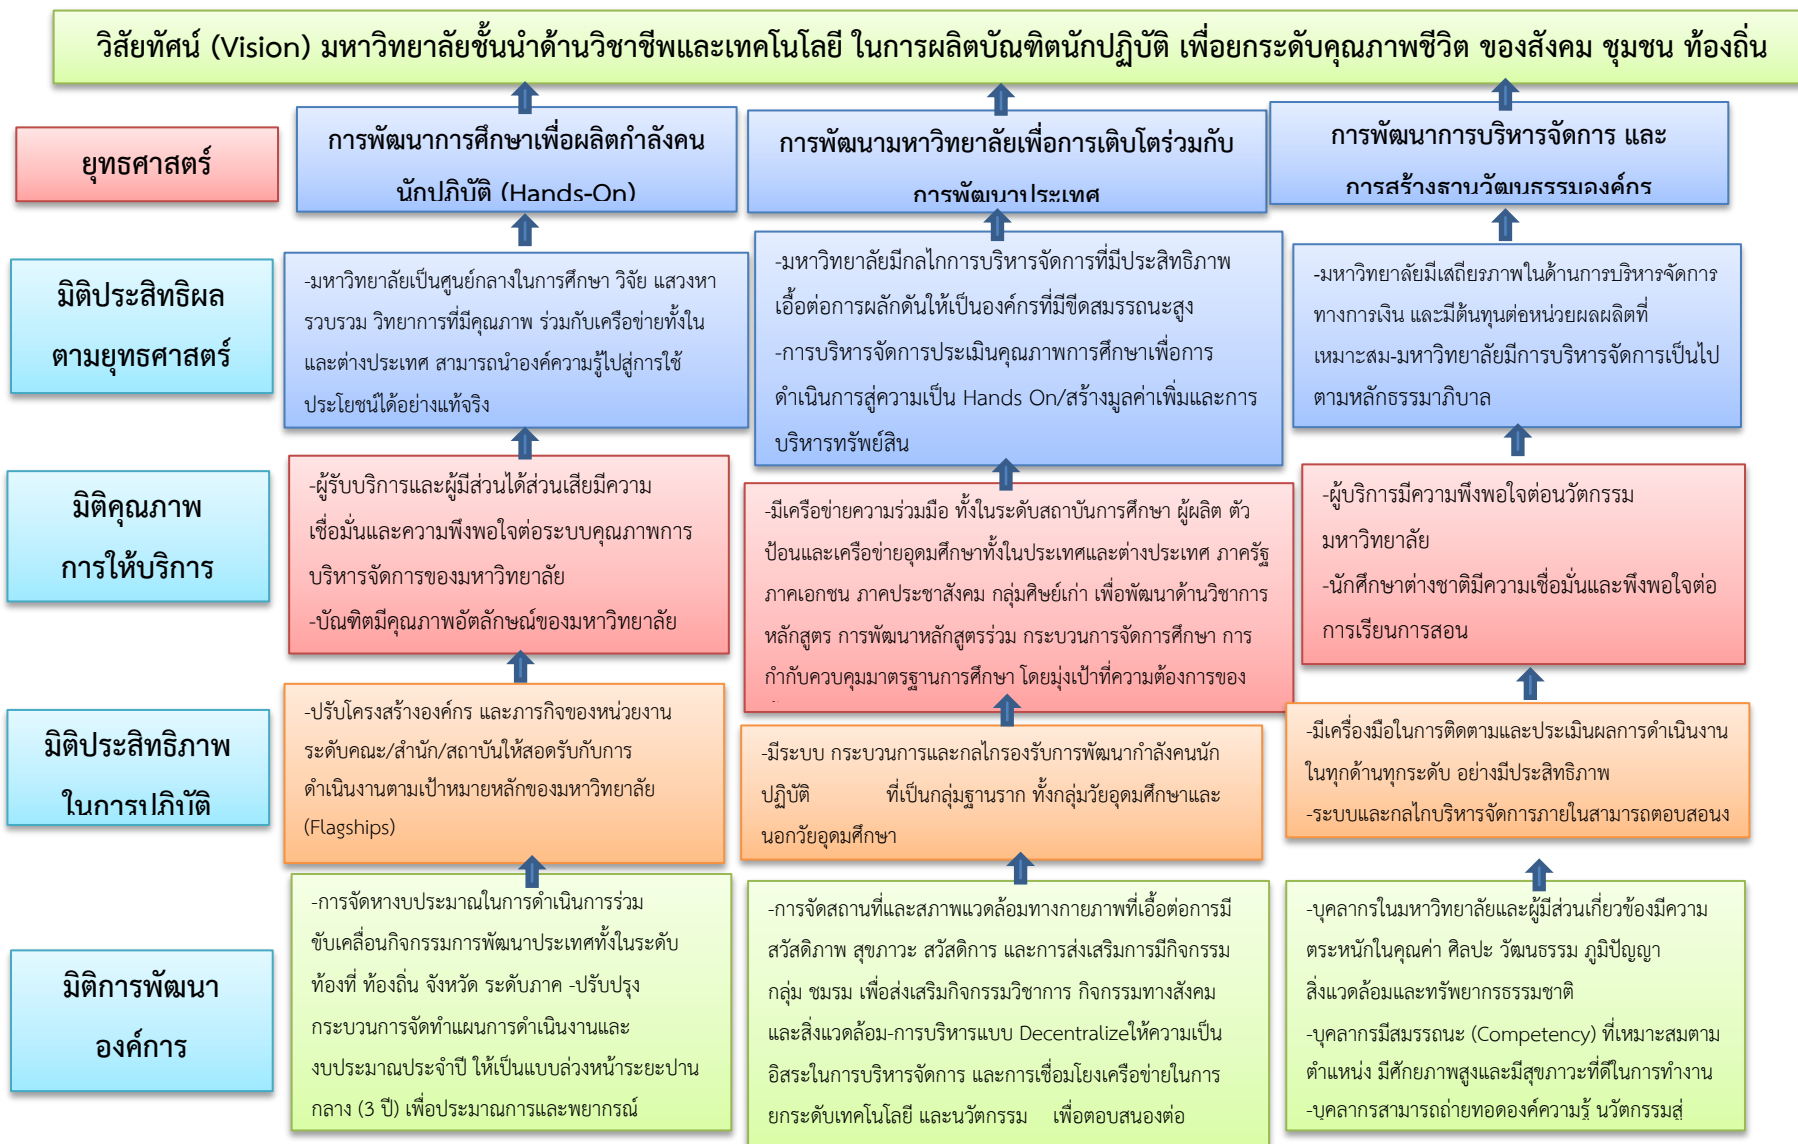 วิสัยทัศน์ (Vision) มหาวิทยาลัยชั้นนำด้านวิชาชีพและเทคโนโลยี ในการผลิตบัณฑิตนักปฏิบัติ เพื่อยกระดับคุณภาพชีวิต ของสังคม ชุมชน ท้องถิ่น
ยุทธศาสตร์
การพัฒนาการศึกษาเพื่อผลิตกำลังคน
นักปฏิบัติ (Hands-On)
การพัฒนามหาวิทยาลัยเพื่อการเติบโตร่วมกับ
การพัฒนาประเทศ
การพัฒนาการบริหารจัดการ และ
การสร้างฐานวัฒนธรรมองค์กร
มิติประสิทธิผล
ตามยุทธศาสตร์
-มหาวิทยาลัยเป็นศูนย์กลางในการศึกษา วิจัย แสวงหา
รวบรวม วิทยาการที่มีคุณภาพ ร่วมกับเครือข่ายทั้งใน
และต่างประเทศ สามารถนำองค์ความรู้ไปสู่การใช้
ประโยชน์ได้อย่างแท้จริง
-มหาวิทยาลัยมีกลไกการบริหารจัดการที่มีประสิทธิภาพ
เอื้อต่อการผลักดันให้เป็นองค์กรที่มีขีดสมรรถนะสูง
-การบริหารจัดการประเมินคุณภาพการศึกษาเพื่อการ
ดำเนินการสู่ความเป็น Hands On/สร้างมูลค่าเพิ่มและการ
บริหารทรัพย์สิน
-มหาวิทยาลัยมีเสถียรภาพในด้านการบริหารจัดการ
ทางการเงิน และมีต้นทุนต่อหน่วยผลผลิตที่
เหมาะสม-มหาวิทยาลัยมีการบริหารจัดการเป็นไป
ตามหลักธรรมาภิบาล
มิติคุณภาพ
การให้บริการ
-ผู้รับบริการและผู้มีส่วนได้ส่วนเสียมีความ
เชื่อมั่นและความพึงพอใจต่อระบบคุณภาพการ
บริหารจัดการของมหาวิทยาลัย
-บัณฑิตมีคุณภาพอัตลักษณ์ของมหาวิทยาลัย
-มีเครือข่ายความร่วมมือ ทั้งในระดับสถาบันการศึกษา ผู้ผลิต ตัว
ป้อนและเครือข่ายอุดมศึกษาทั้งในประเทศและต่างประเทศ ภาครัฐ
ภาคเอกชน ภาคประชาสังคม กลุ่มศิษย์เก่า เพื่อพัฒนาด้านวิชาการ
หลักสูตร การพัฒนาหลักสูตรร่วม กระบวนการจัดการศึกษา การ
กำกับควบคุมมาตรฐานการศึกษา โดยมุ่งเป้าที่ความต้องการของ
-ผู้บริการมีความพึงพอใจต่อนวัตกรรม
มหาวิทยาลัย
-นักศึกษาต่างชาติมีความเชื่อมั่นและพึงพอใจต่อ
การเรียนการสอน
มิติประสิทธิภาพ
ในการปฏิบัติ
-ปรับโครงสร้างองค์กร และภารกิจของหน่วยงาน
ระดับคณะ/สำนัก/สถาบันให้สอดรับกับการ
ดำเนินงานตามเป้าหมายหลักของมหาวิทยาลัย
(Flagships)
-มีระบบ กระบวนการและกลไกรองรับการพัฒนากำลังคนนัก
ปฏิบัติ ที่เป็นกลุ่มฐานราก ทั้งกลุ่มวัยอุดมศึกษาและ
นอกวัยอุดมศึกษา
-มีเครื่องมือในการติดตามและประเมินผลการดำเนินงาน
ในทุกด้านทุกระดับ อย่างมีประสิทธิภาพ
-ระบบและกลไกบริหารจัดการภายในสามารถตอบสอนง
มิติการพัฒนา
องค์การ
-การจัดหางบประมาณในการดำเนินการร่วม
ขับเคลื่อนกิจกรรมการพัฒนาประเทศทั้งในระดับ
ท้องที่ ท้องถิ่น จังหวัด ระดับภาค -ปรับปรุง
กระบวนการจัดทำแผนการดำเนินงานและ
งบประมาณประจำปี ให้เป็นแบบล่วงหน้าระยะปาน
กลาง (3 ปี) เพื่อประมาณการและพยากรณ์
-การจัดสถานที่และสภาพแวดล้อมทางกายภาพที่เอื้อต่อการมี
สวัสดิภาพ สุขภาวะ สวัสดิการ และการส่งเสริมการมีกิจกรรม
กลุ่ม ชมรม เพื่อส่งเสริมกิจกรรมวิชาการ กิจกรรมทางสังคม
และสิ่งแวดล้อม-การบริหารแบบ Decentralizeให้ความเป็น
อิสระในการบริหารจัดการ และการเชื่อมโยงเครือข่ายในการ
ยกระดับเทคโนโลยี และนวัตกรรม เพื่อตอบสนองต่อ
-บุคลากรในมหาวิทยาลัยและผู้มีส่วนเกี่ยวข้องมีความ
ตระหนักในคุณค่า ศิลปะ วัฒนธรรม ภูมิปัญญา
สิ่งแวดล้อมและทรัพยากรธรรมชาติ
-บุคลากรมีสมรรถนะ (Competency) ที่เหมาะสมตาม
ตำแหน่ง มีศักยภาพสูงและมีสุขภาวะที่ดีในการทำงาน
-บุคลากรสามารถถ่ายทอดองค์ความรู้ นวัตกรรมสู่